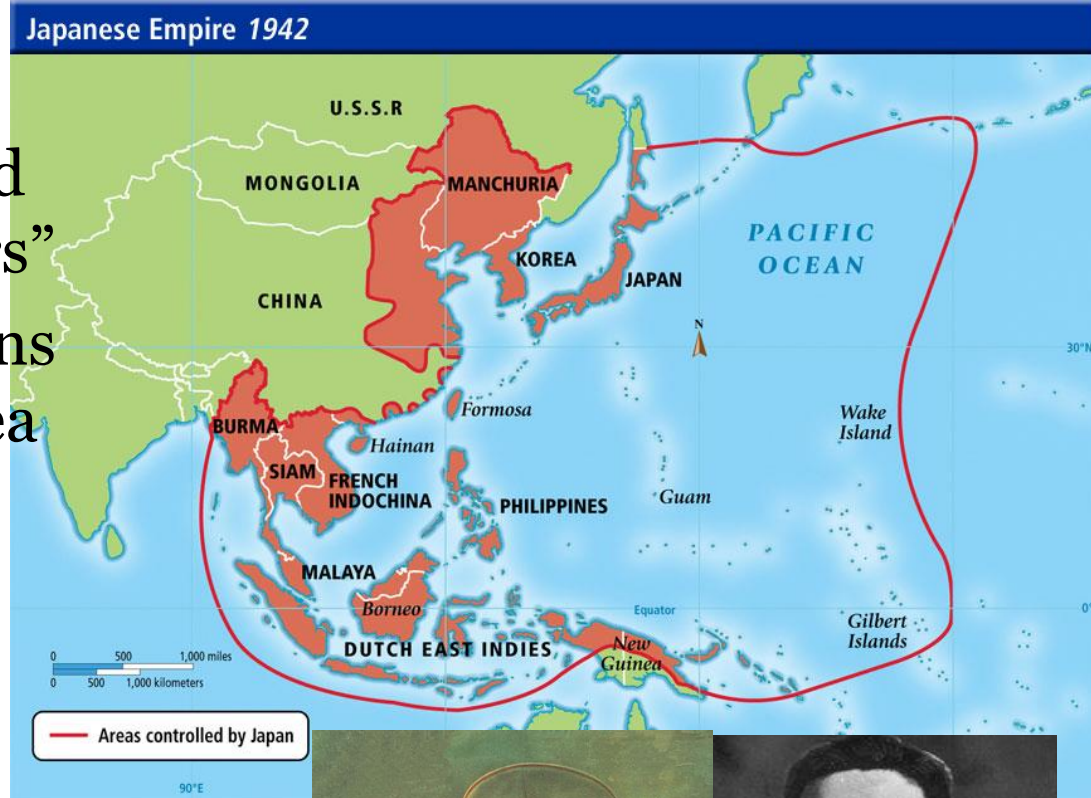 Japanese Empire 1942
d
s”
ns
ea
U.S.S.R
MONGOLIA
MANCHURIA
CHINA
KOREA
JAPAN
PACIFIC
OCEAN
N
30°N
Formosa
Hainan
BURMA
SIAM
FRENCH
INDOCHINA
PHILIPPINES
Guam
Wake
Island
MALAYA
Borneo
DUTCH EAST INDIES
Equator
0°
New
Guinea
Gilbert
Islands
0 500 1,000 miles
0 500 1,000 kilometers
Areas controlled by Japan
90°E